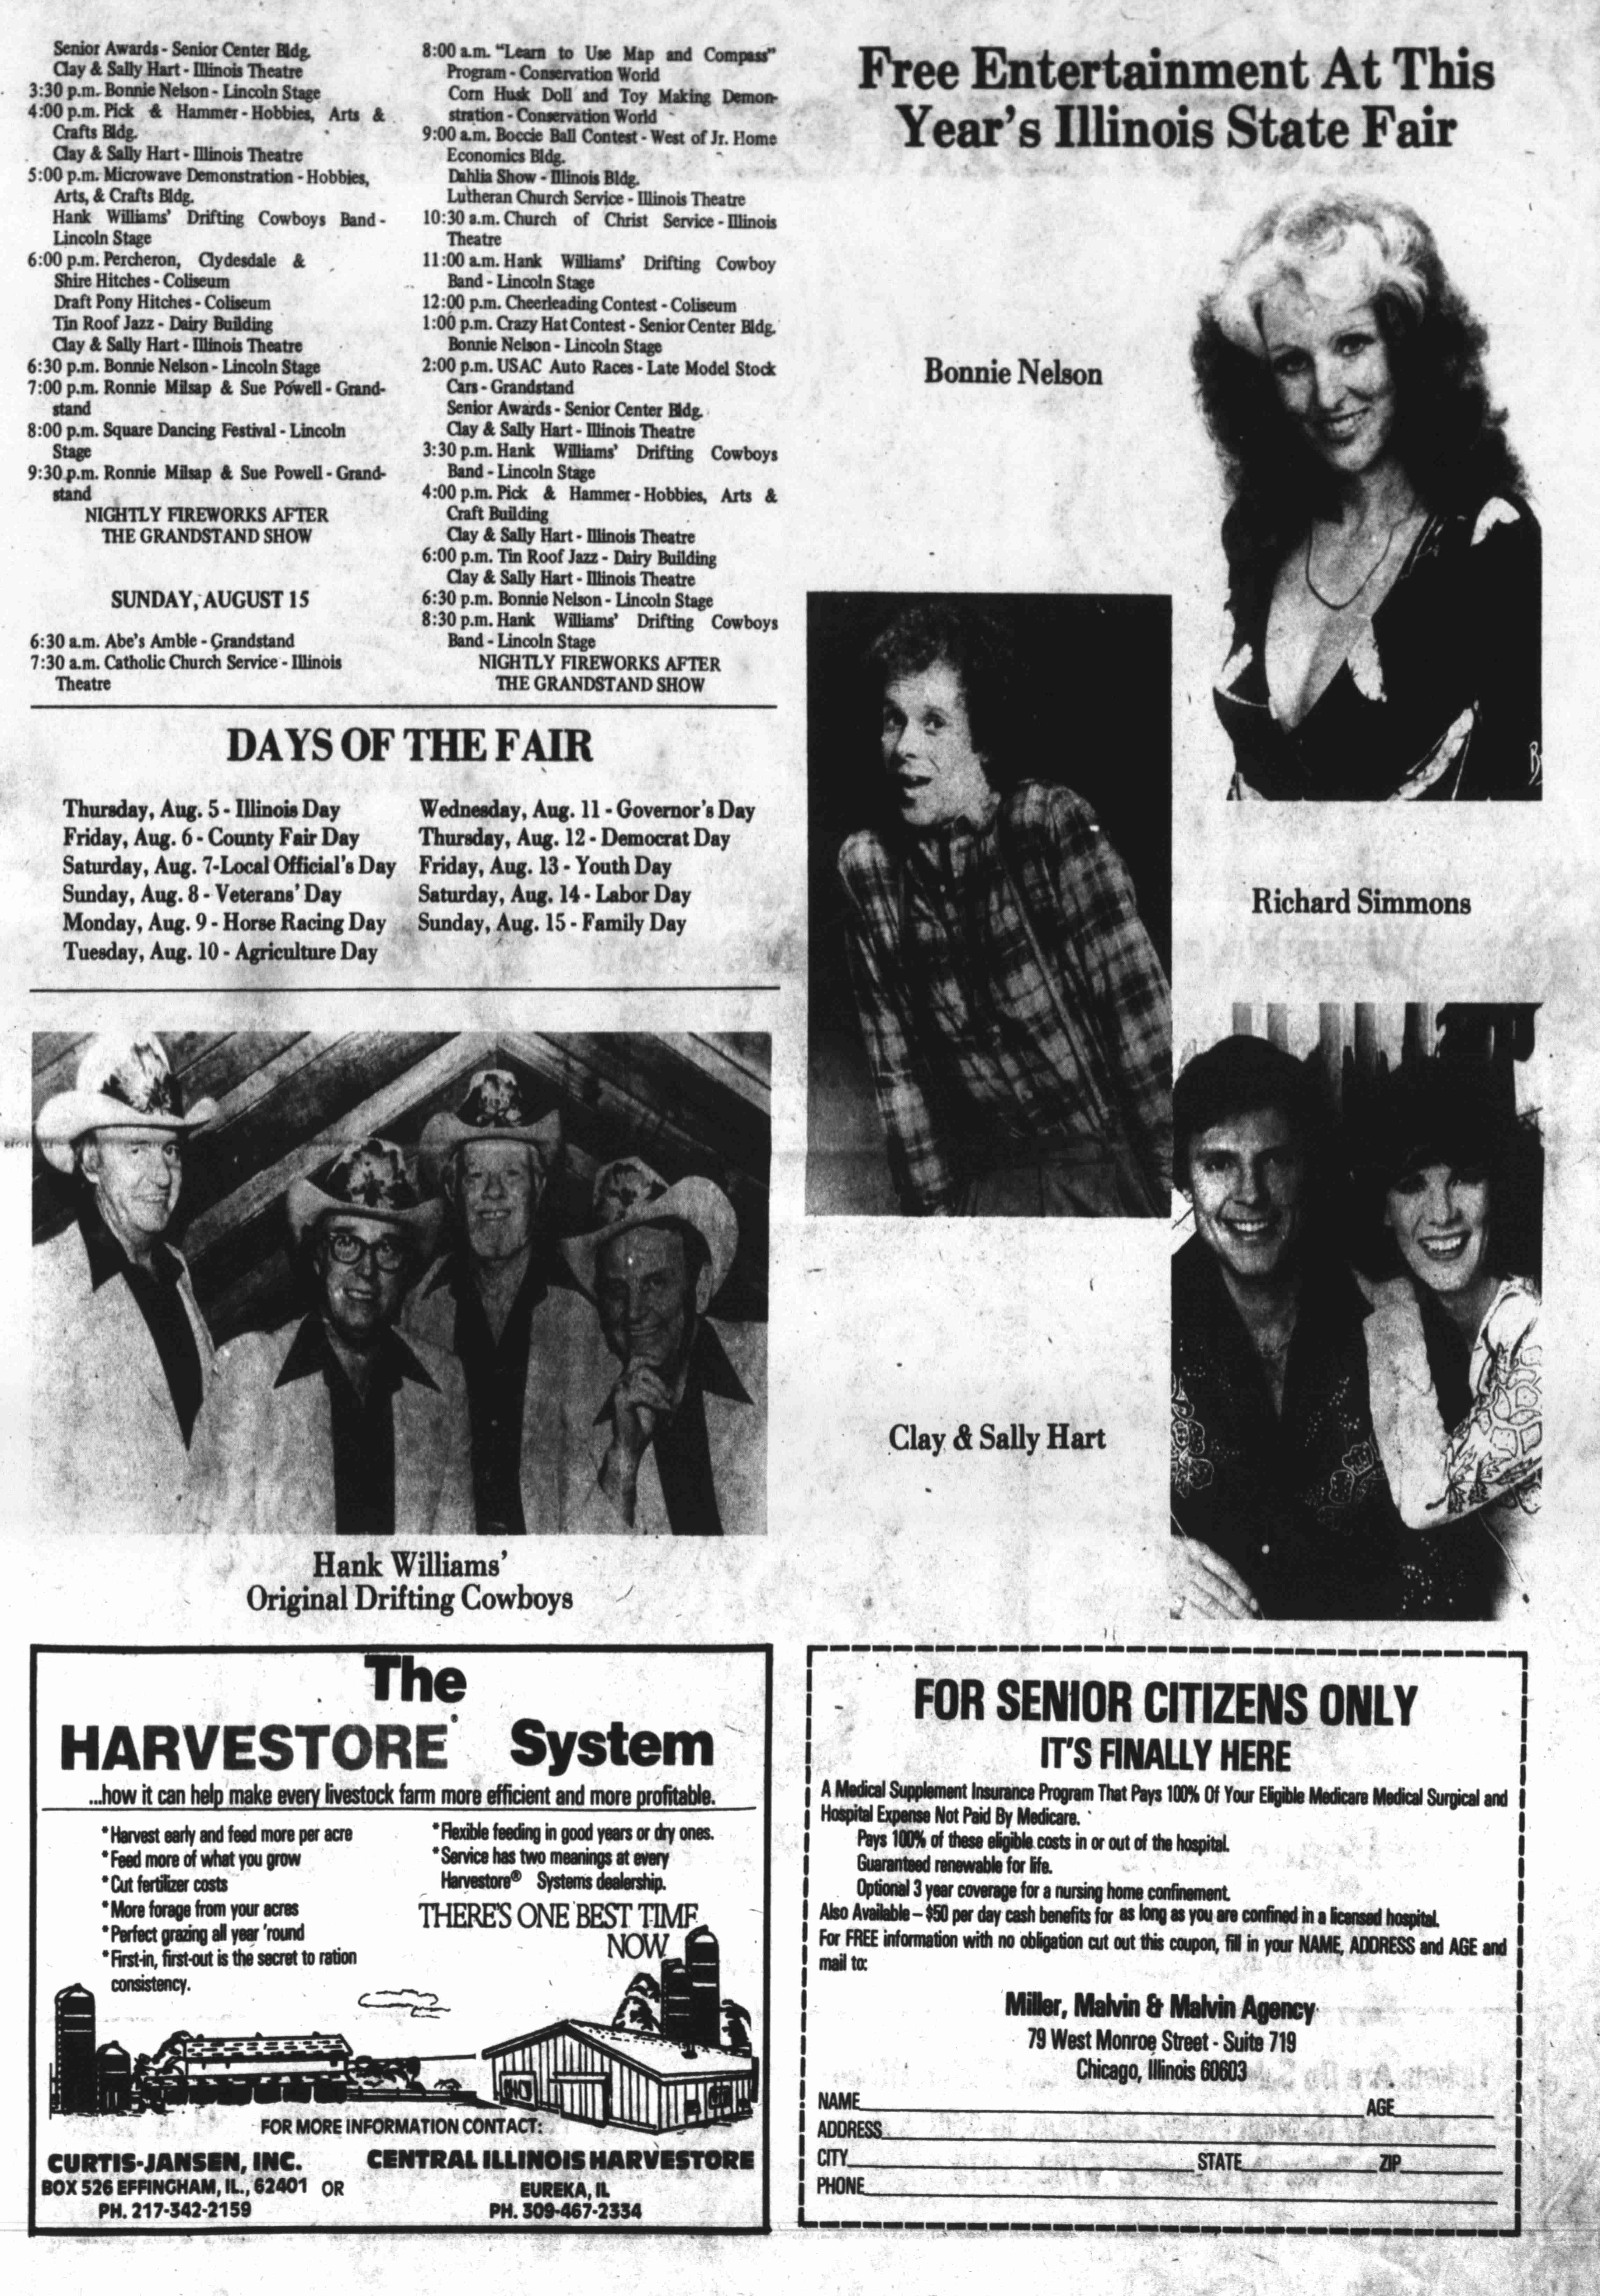 Senior Awards - Senior Center Bldg.
Clay & Sally Hart - Illinois Theatre
3:30 p.m. Bonnie Nelson - Lincoln Stage
4:00 p.m. Pick & Hammer - Hobbies, Arts &
Crafts Bldg.
Clay & Sally Hart - Illinois Theatre
5:00 p.m. Microwave Demonstration - Hobbies,
Arts, & Crafts Bldg.
Hank Williams' Drifting Cowboys Band -
Lincoln Stage
6:00 p.m. Percheron, Clydesdale &
Shire Hitches - Coliseum
Draft Pony Hitches - Coliseum
Tin Roof Jazz - Dairy Building
Clay & Sally Hart - Illinois Theatre
6:30 p.m. Bonnie Nelson - Lincoln Stage
7:00 p.m. Ronnie Milsap & Sue Powell - Grand-
stand
8:00 p.m. Square Dancing Festival - Lincoln
Stage
9:30 p.m. Ronnie Milsap & Sue Powell - Grand-
stand
NIGHTLY FIREWORKS AFTER
THE GRANDSTAND SHOW
SUNDAY, AUGUST 15
6:30 a.m. Abe's Amble - Grandstand
7:30 a.m. Catholic Church Service - Illinois
Theatre
8:00 a.m. "Learn to Use Map and Compass"
Program - Conservation World
Corn Husk Doll and Toy Making Demon-
stration - Conservation World
9:00 a.m. Boccie Ball Contest - West of Jr. Home
Economics Bldg.
Dahlia Show - Illinois Bldg.
Lutheran Church Service - Illinois Theatre
10:30 a.m. Church of Christ Service - Illinois
Theatre
11:00 a.m. Hank Williams' Drifting Cowboy
Band - Lincoln Stage
12:00 p.m. Cheerleading Contest - Coliseum
1:00 p.m. Crazy Hat Contest - Senior Center Bldg.
Bonnie Nelson - Lincoln Stage
2:00 p.m. USAC Auto Races - Late Model Stock
Cars - Grandstand
Senior Awards - Senior Center Bldg.
Clay & Sally Hart - Illinois Theatre
3:30 p.m. Hank Williams' Drifting Cowboys
Band - Lincoln Stage
4:00 p.m. Pick & Hammer - Hobbies, Arts &
Craft Building
Clay & Sally Hart - Illinois Theatre
6:00 p.m. Tin Roof Jazz - Dairy Building
Clay & Sally Hart - Illinois Theatre
6:30 p.m. Bonnie Nelson - Lincoln Stage
8:30 p.m. Hank Williams' Drifting Cowboys
Band - Lincoln Stage
NIGHTLY FIREWORKS AFTER
THE GRANDSTAND SHOW
DAYS OF THE FAIR
Thursday, Aug. 5 - Illinois Day
Friday, Aug. 6 - County Fair Day
Saturday, Aug. 7-Local Official's Day
Sunday, Aug. 8 - Veterans' Day
Monday, Aug. 9 - Horse Racing Day
Tuesday, Aug. 10 - Agriculture Day
Wednesday, Aug. 11 - Governor's Day
Thursday, Aug. 12 - Democrat Day
Friday, Aug. 13 - Youth Day
Saturday, Aug. 14 - Labor Day
Sunday, Aug. 15 - Family Day
Hank Williams'
Original Drifting Cowboys
Free Entertainment At This
Year's Illinois State Fair
Bonnie Nelson
Richard Simmons
Clay & Sally Hart
The
HARVESTORE® System
...how it can help make every livestock farm more efficient and more profitable.
*Harvest early and feed more per acre
*Feed more of what you grow
*Cut fertilizer costs
*More forage from your acres
*Perfect grazing all year 'round
*First-in, first-out is the secret to ration
consistency.
*Flexible feeding in good years or dry ones.
*Service has two meanings at every
Harvestore® Systems dealership.
THERE'S ONE BEST TIME
NOW
FOR MORE INFORMATION CONTACT:
CURTIS-JANSEN, INC.
BOX 526 EFFINGHAM, IL., 62401 OR
PH. 217-342-2159
CENTRAL ILLINOIS HARVESTORE
EUREKA, IL
PH. 309-467-2334
FOR SENIOR CITIZENS ONLY
IT'S FINALLY HERE
A Medical Supplement Insurance Program That Pays 100% Of Your Eligible Medicare Medical Surgical and
Hospital Expense Not Paid By Medicare.
Pays 100% of these eligible costs in or out of the hospital.
Guaranteed renewable for life.
Optional 3 year coverage for a nursing home confinement.
Also Available - $50 per day cash benefits for as long as you are confined in a licensed hospital.
For FREE information with no obligation cut out this coupon, fill in your NAME, ADDRESS and AGE and
mail to:
Miller, Malvin & Malvin Agency
79 West Monroe Street - Suite 719
Chicago, Illinois 60603
NAME AGE
ADDRESS
CITY STATE ZIP
PHONE